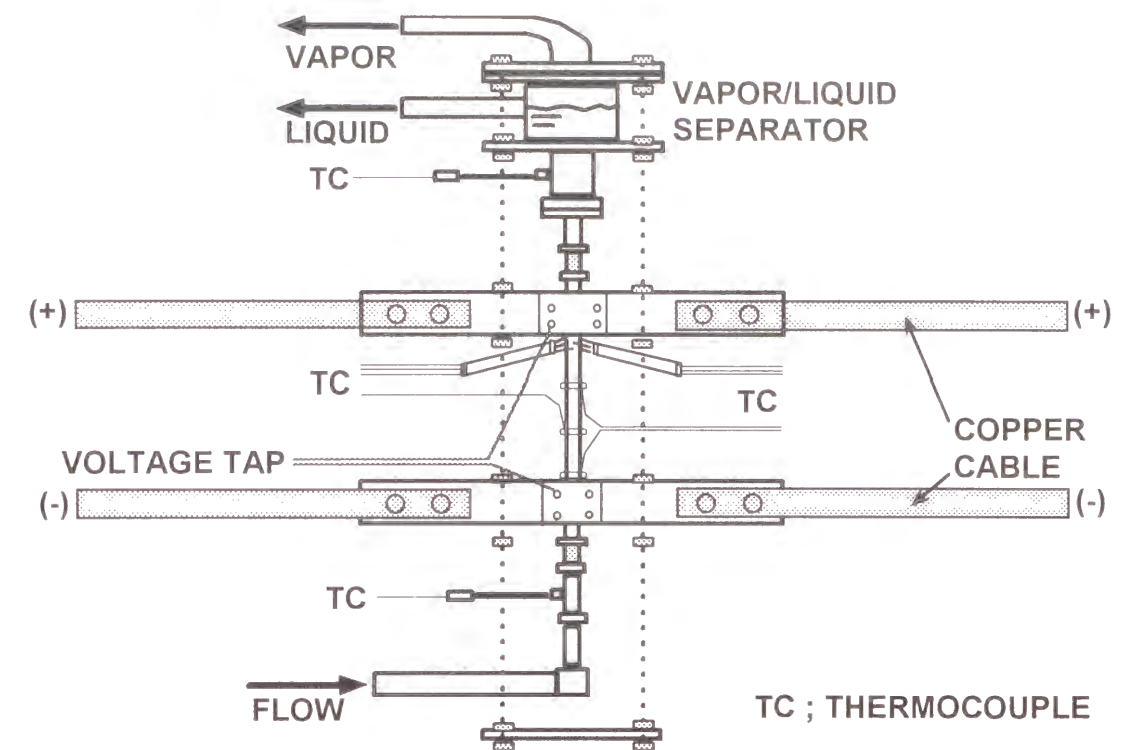 VAPOR
LIQUID
VAPOR/LIQUID
SEPARATOR
TC
(+)
(+)
TC
TC
COPPER
CABLE
VOLTAGE TAP
(-)
(-)
TC
FLOW
TC ; THERMOCOUPLE